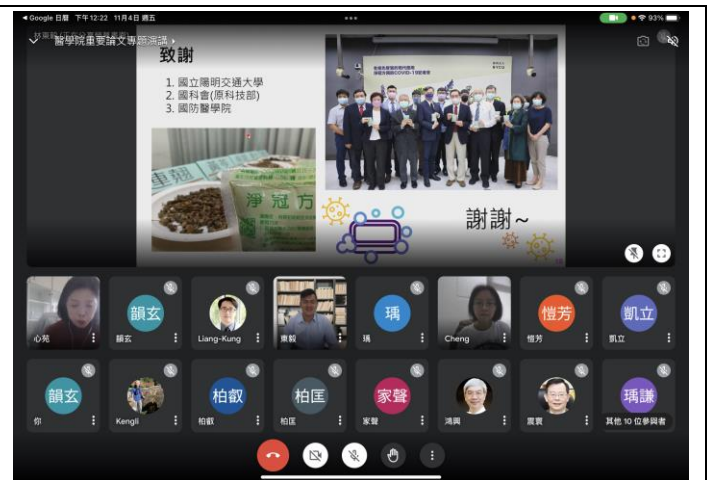 Google 日曆 下午12:22 11月4日 週五
93%
醫學院重要論文專題演講
致謝
1. 國立陽明交通大學
2. 國科會(原科技部)
3. 國防醫學院
淨冠方
謝謝~
心苑
韻玄
韻玄
Liang-Kung
東毅
瑀
瑀
Cheng
愷芳
愷芳
凱立
凱立
韻玄
你
Kengli
柏叡
柏叡
柏匡
柏匡
家聲
家聲
鴻興
震寰
瑀謙
其他 10 位參與者